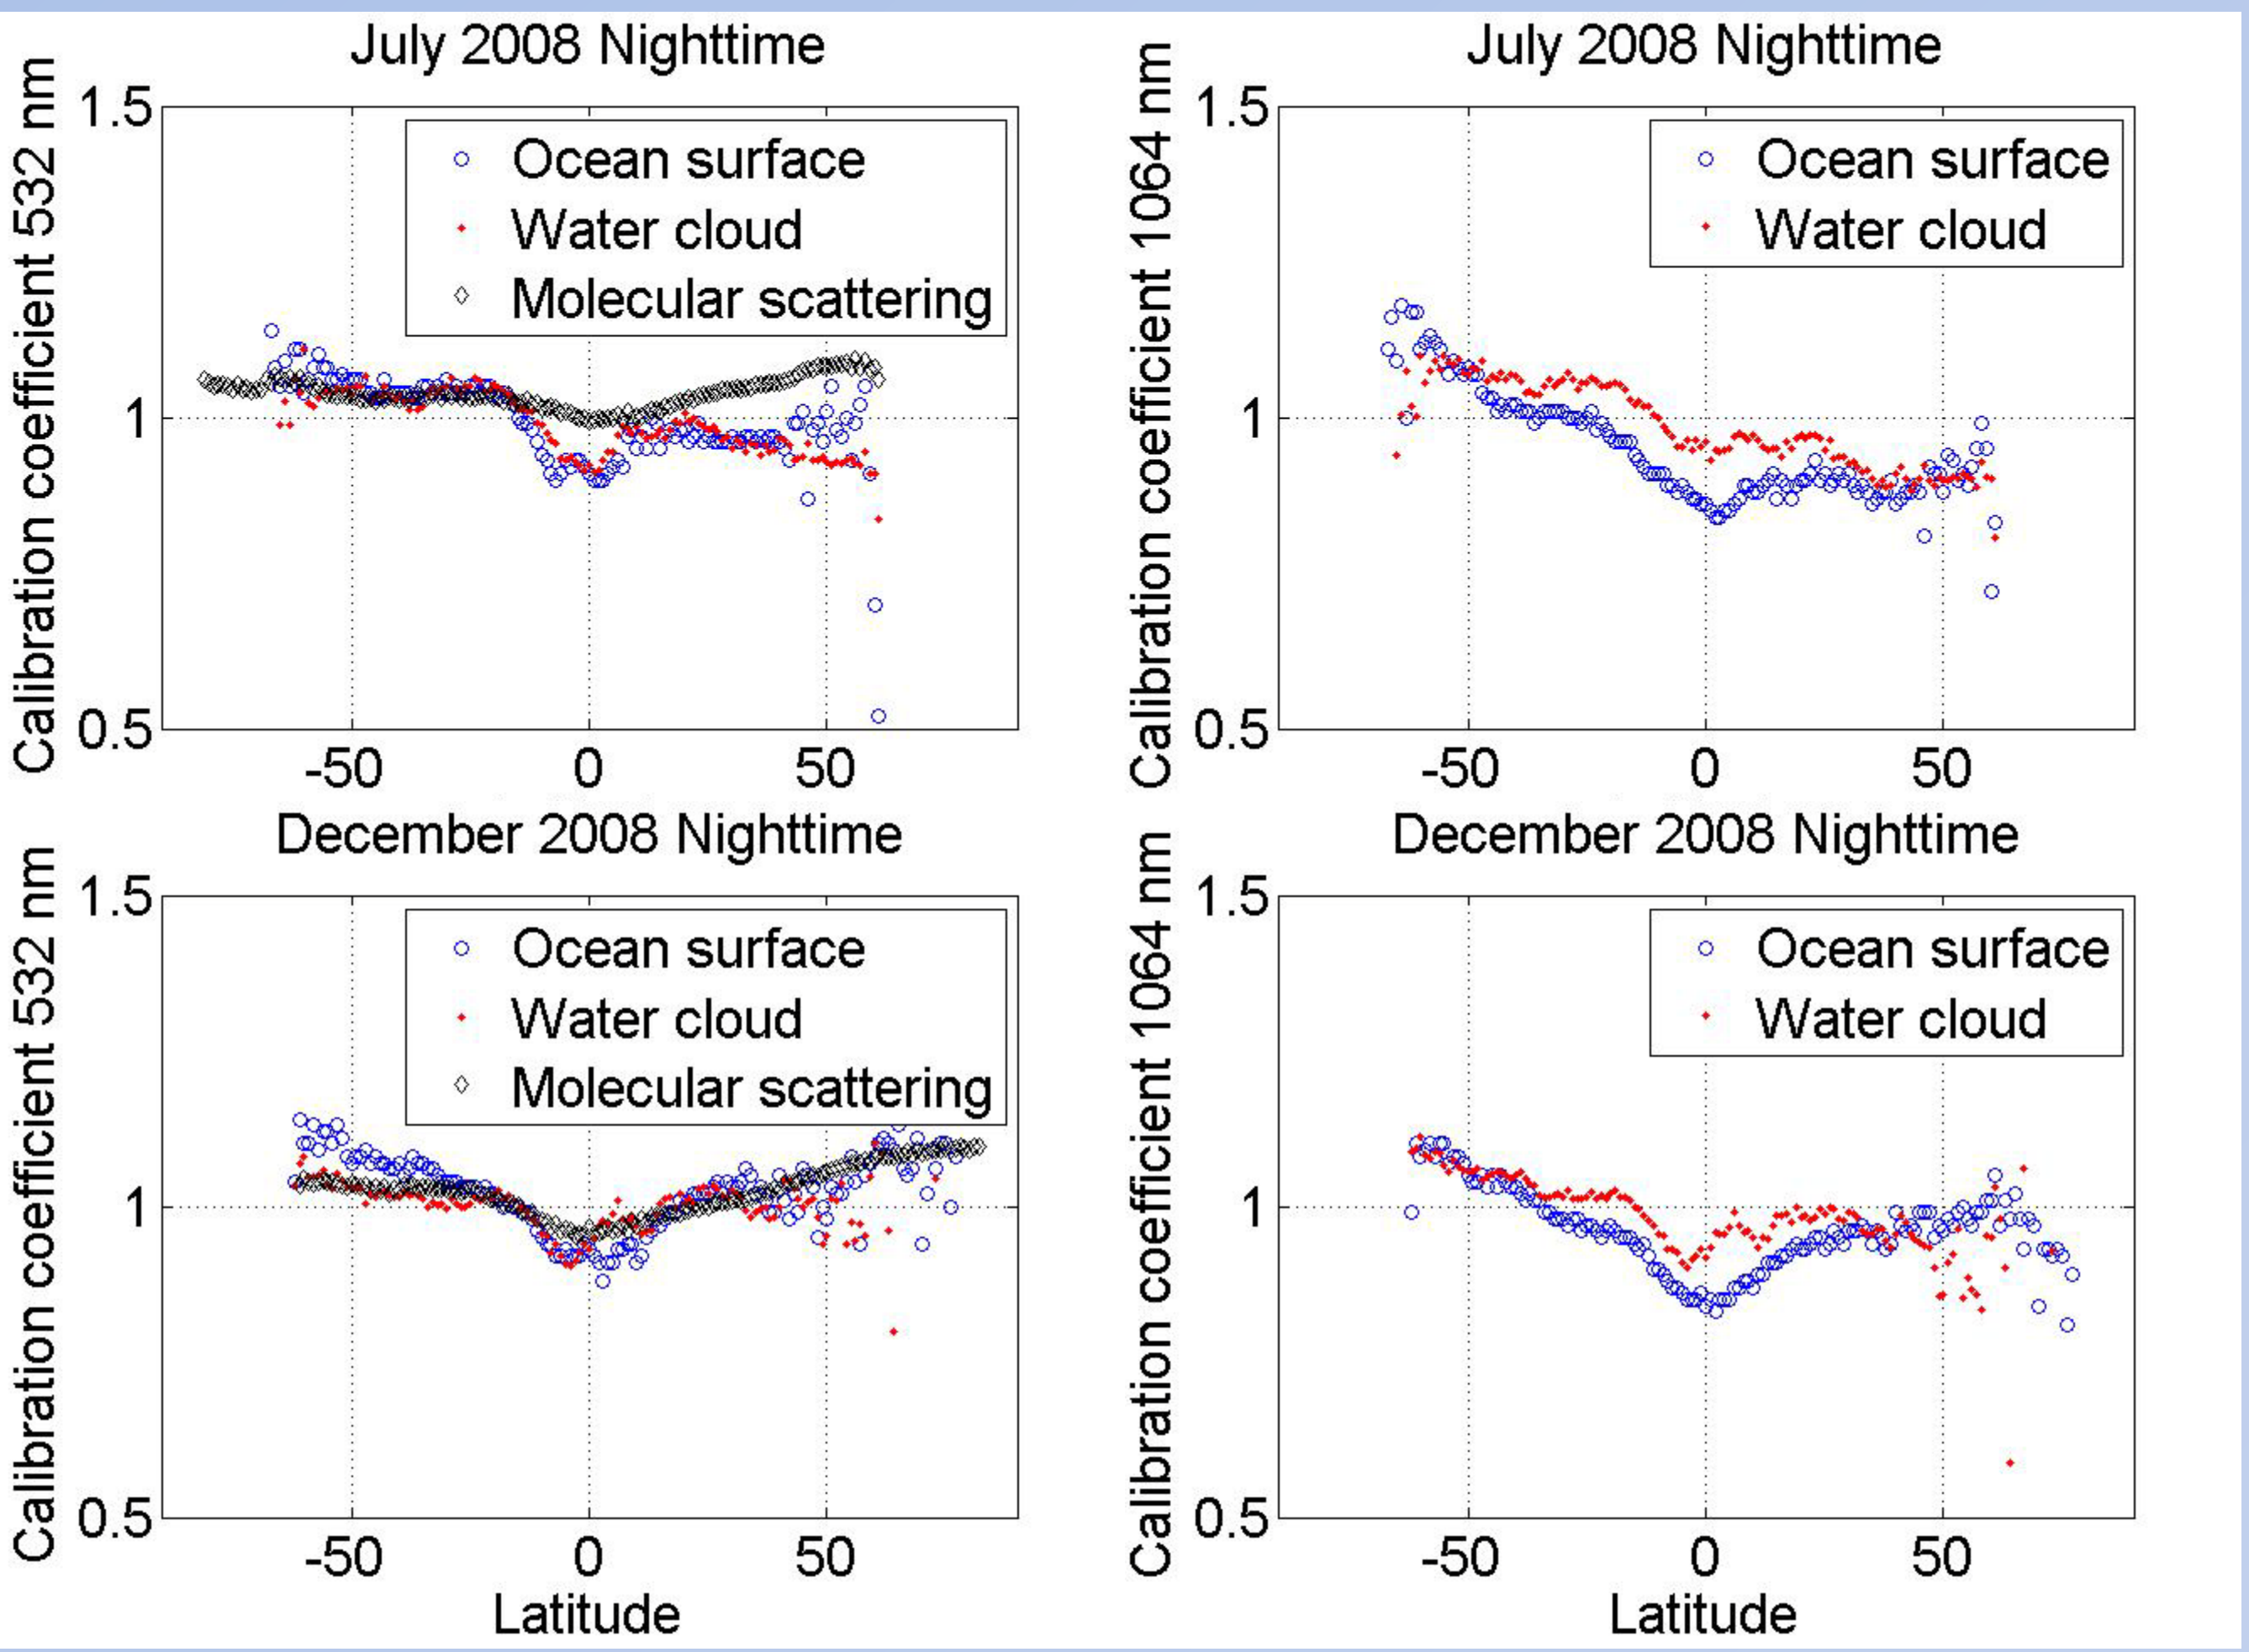 July 2008 Nighttime
Calibration coefficient 532 nm
1.5
1
0.5
Ocean surface
Water cloud
Molecular scattering
-50 0 50
July 2008 Nighttime
Calibration coefficient 1064 nm
1.5
1
0.5
Ocean surface
Water cloud
-50 0 50
December 2008 Nighttime
Calibration coefficient 532 nm
1.5
1
0.5
Ocean surface
Water cloud
Molecular scattering
-50 0 50
Latitude
December 2008 Nighttime
Calibration coefficient 1064 nm
1.5
1
0.5
Ocean surface
Water cloud
-50 0 50
Latitude